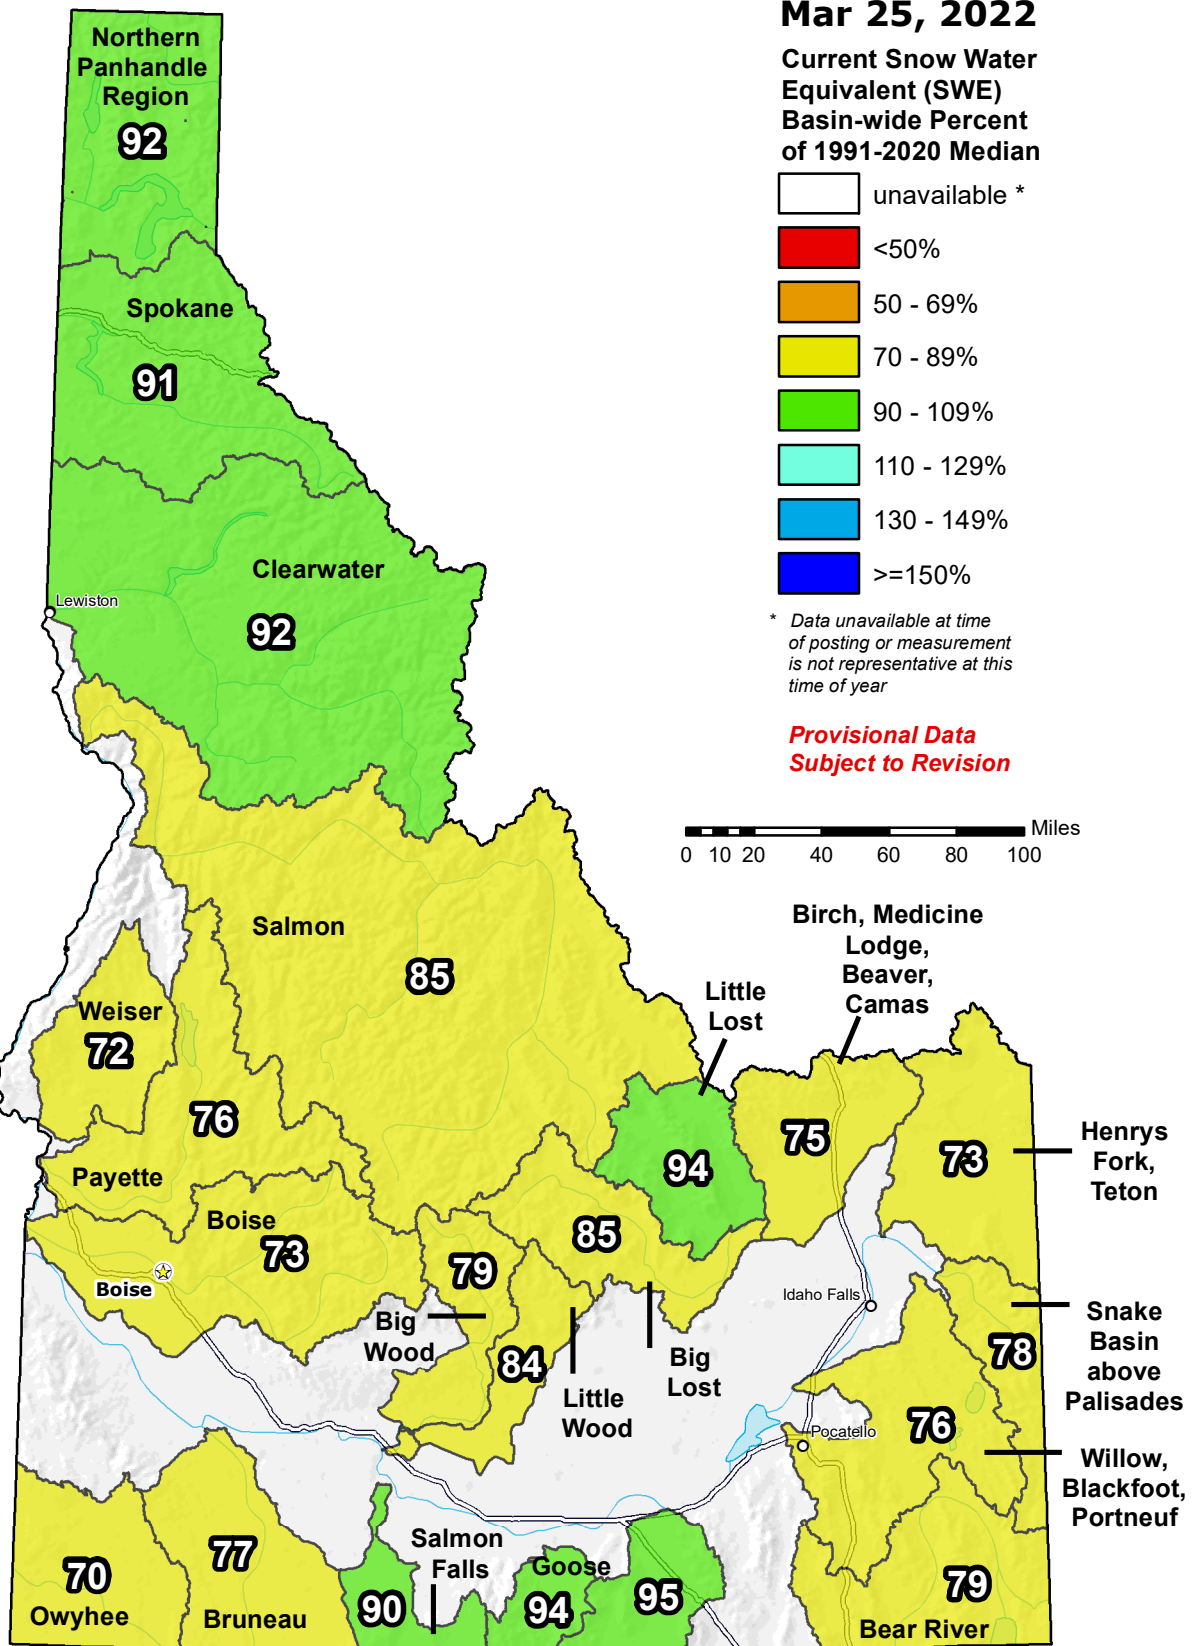 Mar 25, 2022
Current Snow Water
Equivalent (SWE)
Basin-wide Percent
of 1991-2020 Median
unavailable *
<50%
50 - 69%
70 - 89%
90 - 109%
110 - 129%
130 - 149%
>=150%
* Data unavailable at time
of posting or measurement
is not representative at this
time of year
Provisional Data
Subject to Revision
Miles
0 10 20 40 60 80 100
Northern
Panhandle
Region
92
Spokane
91
Clearwater
92
Lewiston
Salmon
85
Weiser
72
76
Payette
Boise
73
Boise
Little
Lost
94
Birch, Medicine
Lodge,
Beaver,
Camas
75
73
Henrys
Fork,
Teton
85
Big
Lost
79
Big
Wood
84
Little
Wood
Idaho Falls
78
Snake
Basin
above
Palisades
Pocatello
76
Willow,
Blackfoot,
Portneuf
70
Owyhee
77
Bruneau
90
Salmon
Falls
Goose
94
95
79
Bear River